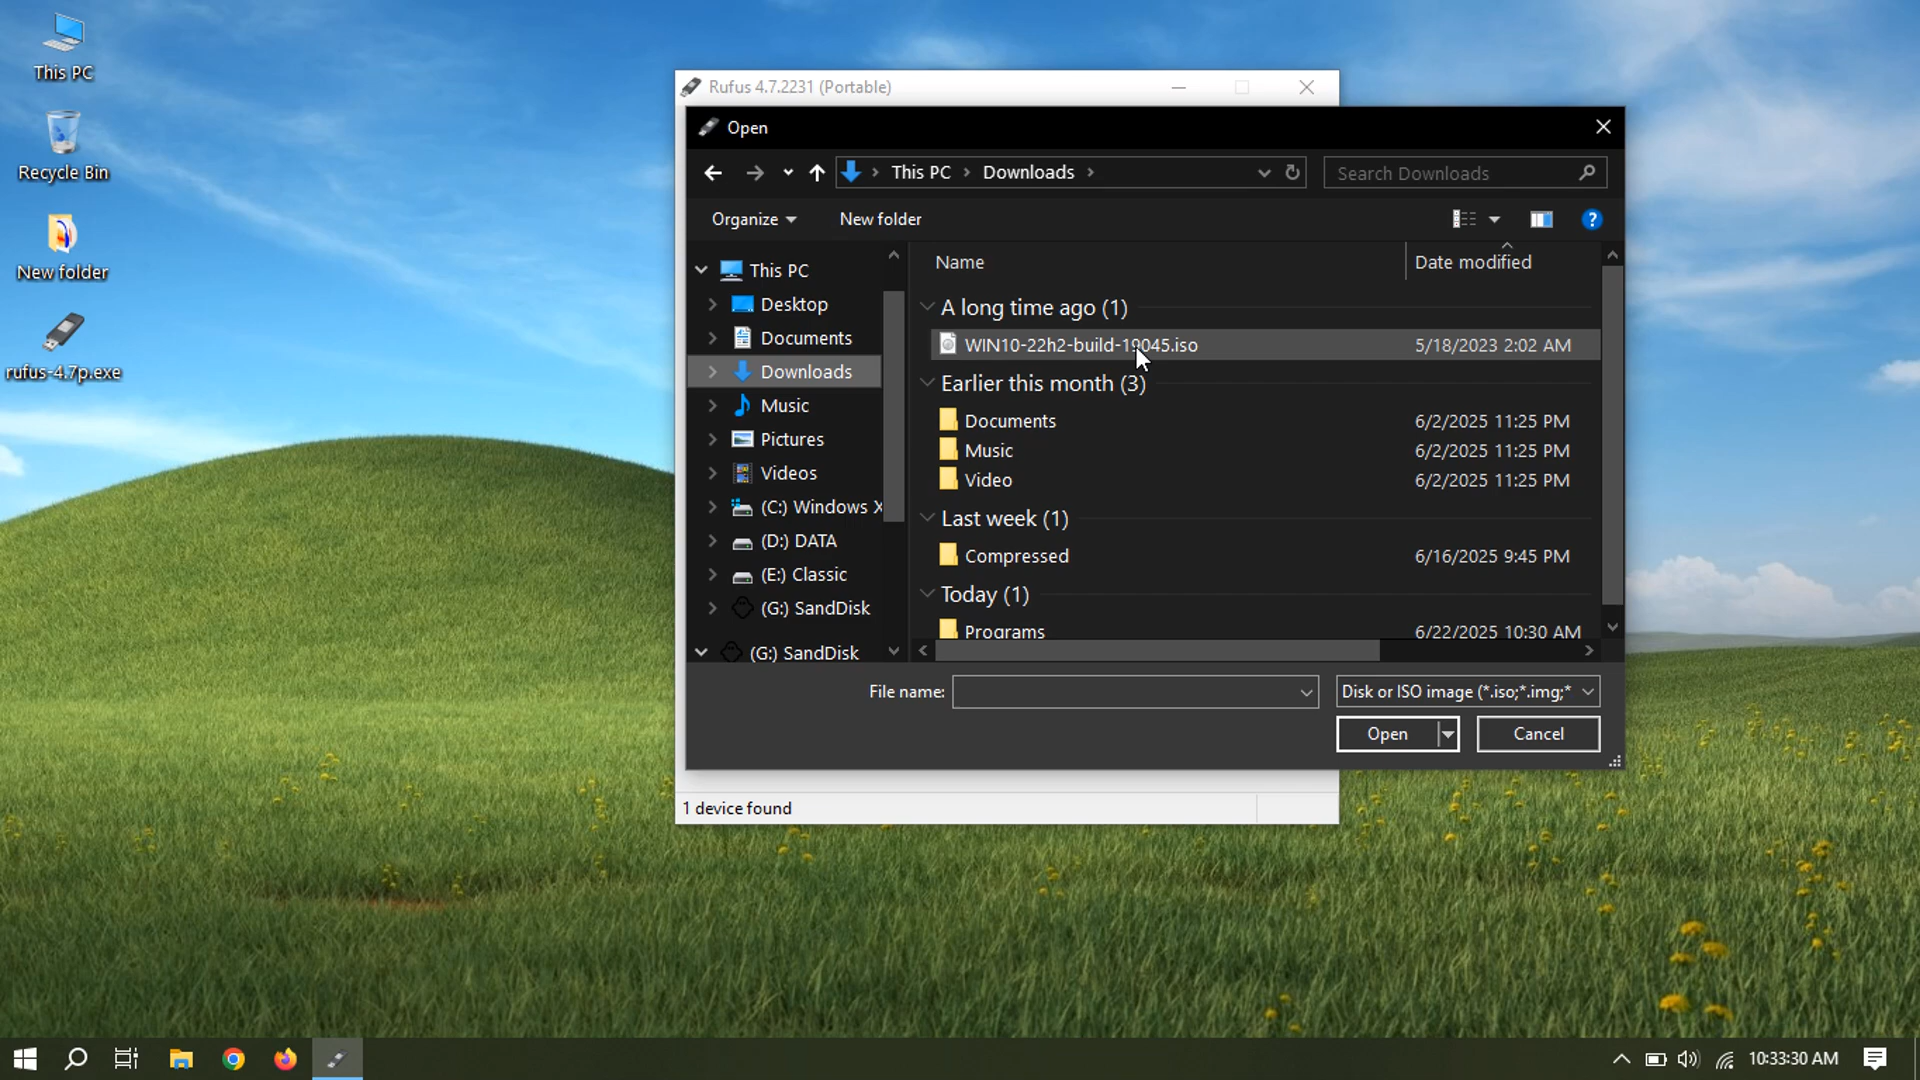 This PC
Recycle Bin
New folder
rufus-4.7p.exe
Rufus 4.7.2231 (Portable)
Open
This PC
Downloads
Search Downloads
Organize
New folder
?
This PC
Desktop
Documents
Downloads
Music
Pictures
Videos
(C:) Windows X
(D:) DATA
(E:) Classic
(G:) SandDisk
(G:) SandDisk
Name
Date modified
A long time ago (1)
WIN10-22h2-build-19045.iso
5/18/2023 2:02 AM
Earlier this month (3)
Documents
6/2/2025 11:25 PM
Music
6/2/2025 11:25 PM
Video
6/2/2025 11:25 PM
Last week (1)
Compressed
6/16/2025 9:45 PM
Today (1)
Programs
6/22/2025 10:30 AM
File name:
Disk or ISO image (*.iso;*.img;*
Open
Cancel
1 device found
10:33:30 AM